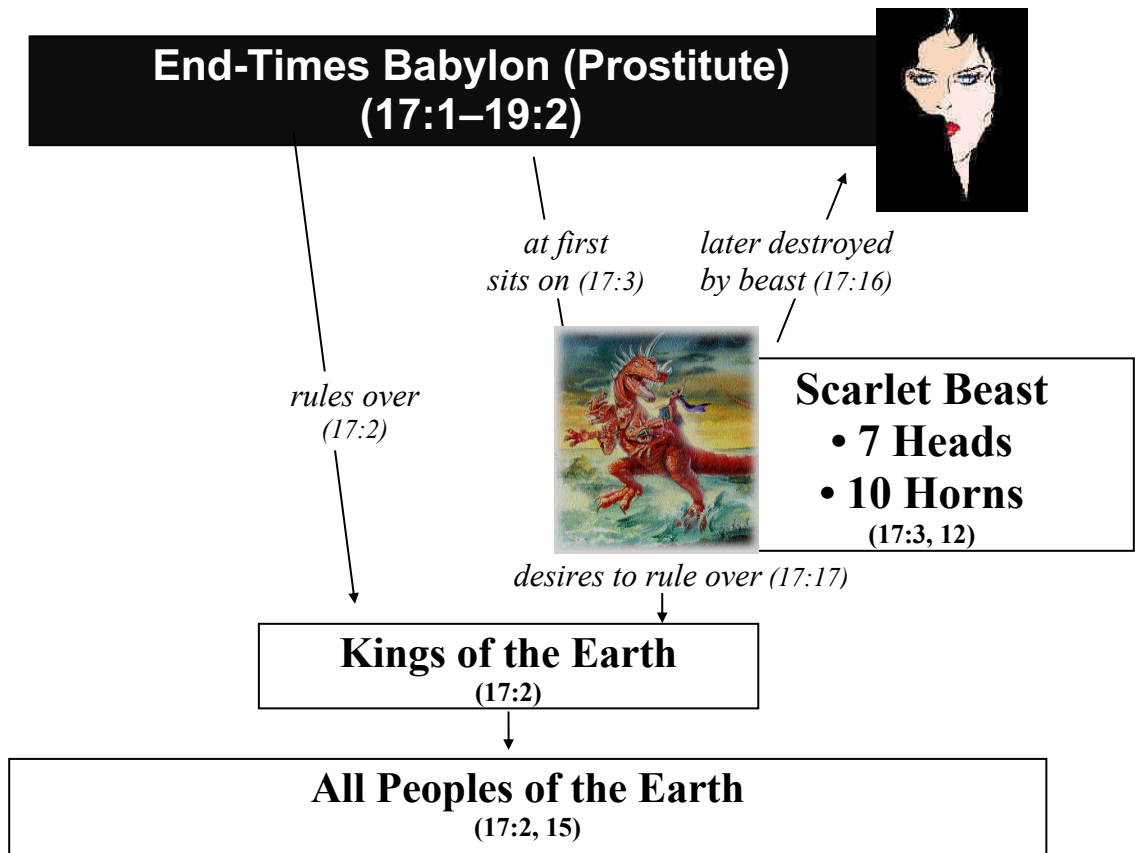 End-Times Babylon (Prostitute)
(17:1–19:2)
at first
sits on (17:3)
later destroyed
by beast (17:16)
rules over
(17:2)
Scarlet Beast
• 7 Heads
• 10 Horns
(17:3, 12)
desires to rule over (17:17)
Kings of the Earth
(17:2)
All Peoples of the Earth
(17:2, 15)